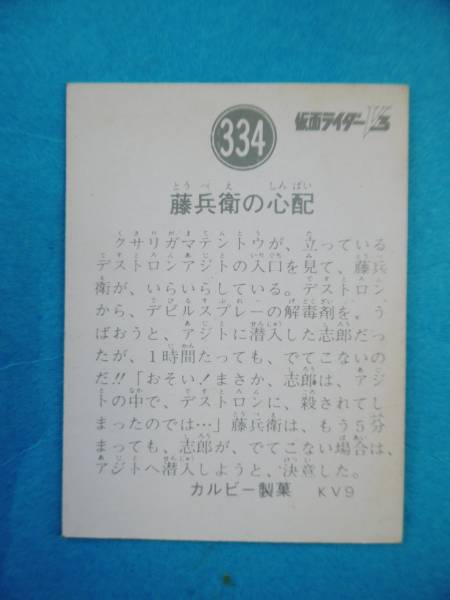 334
仮面ライダーV3
とうべえ しんぱい
藤兵衛の心配
クサリガマテントウが、立っている
デストロンアジトの入口を見て、藤兵
衛が、いらいらしている。デストロン
から、デビルスプレーの解毒剤を、う
ばおうと、アジトに潜入した志郎だっ
たが、1時間たっても、でてこないの
だ!!「おそい!まさか、志郎は、アジ
トの中で、デストロンに、殺されてし
まったのでは…」藤兵衛は、もう5分
まっても、志郎が、でてこない場合は、
アジトへ潜入しようと、決意した。
カルビー製菓 KV9